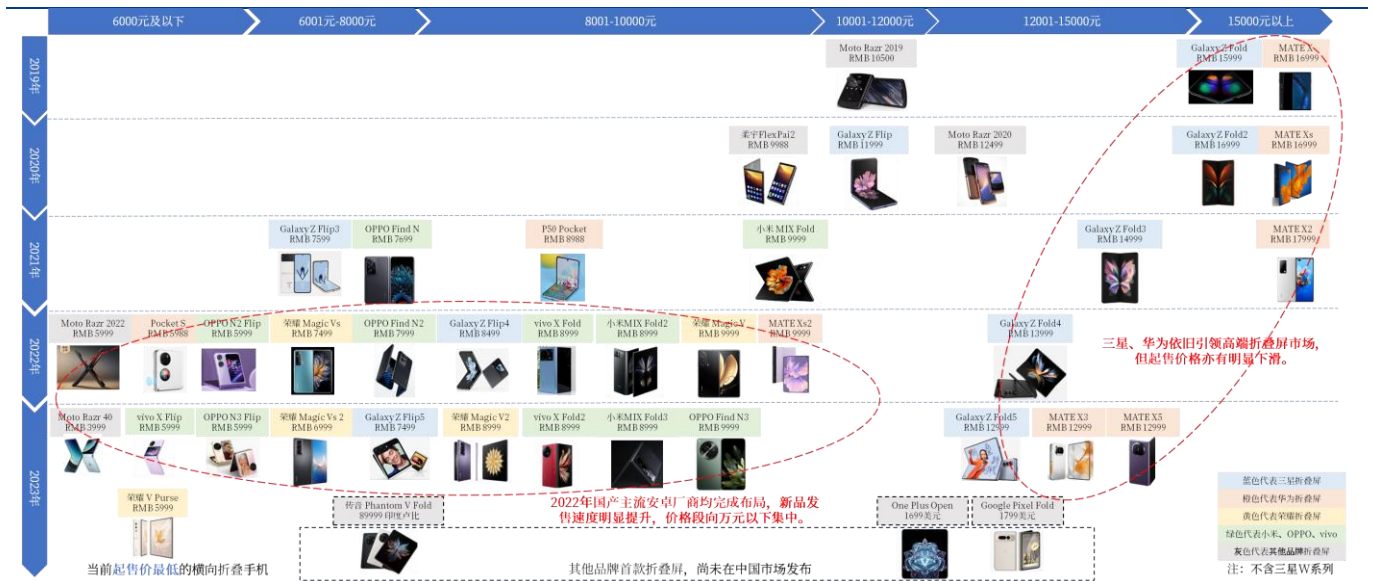 6000元及以下
6001元-8000元
8001-10000元
10001-12000元
12001-15000元
15000元以上
2019年
Moto Razr 2019
RMB 10500
Galaxy Z Fold
RMB 15999
MATE X
RMB 16999
2020年
柔宇FlexPai2
RMB 9988
Galaxy Z Flip
RMB 11999
Moto Razr 2020
RMB 12499
Galaxy Z Fold2
RMB 16999
MATE Xs
RMB 16999
2021年
Galaxy Z Flip3
RMB 7599
OPPO Find N
RMB 7699
P50 Pocket
RMB 8988
小米 MIX Fold
RMB 9999
Galaxy Z Fold3
RMB 14999
MATE X2
RMB 17999
2022年
Moto Razr 2022
RMB 5999
Pocket S
RMB 5988
OPPO N2 Flip
RMB 5999
荣耀 Magic Vs
RMB 7499
OPPO Find N2
RMB 7999
Galaxy Z Flip4
RMB 8499
vivo X Fold
RMB 8999
小米MIX Fold2
RMB 8999
荣耀 Magic V
RMB 9999
MATE Xs2
RMB 9999
Galaxy Z Fold4
RMB 13999
三星、华为依旧引领高端折叠屏市场，
但起售价格亦有明显下滑。
2023年
Moto Razr 40
RMB 3999
vivo X Flip
RMB 5999
OPPO N3 Flip
RMB 5999
荣耀 Magic Vs 2
RMB 6999
Galaxy Z Flip5
RMB 7499
荣耀 Magic V2
RMB 8999
vivo X Fold2
RMB 8999
小米MIX Fold3
RMB 8999
OPPO Find N3
RMB 9999
Galaxy Z Fold5
RMB 12999
MATE X3
RMB 12999
MATE X5
RMB 12999
荣耀 V Purse
RMB 5999
当前起售价最低的横向折叠手机
传音 Phantom V Fold
89999 印度卢比
2022年国产主流安卓厂商均完成布局，新品发
售速度明显提升，价格段向万元以下集中。
One Plus Open
1699美元
Google Pixel Fold
1799美元
其他品牌首款折叠屏，尚未在中国市场发布
蓝色代表三星折叠屏
橙色代表华为折叠屏
黄色代表荣耀折叠屏
绿色代表小米、OPPO、vivo
灰色代表其他品牌折叠屏
注：不含三星W系列